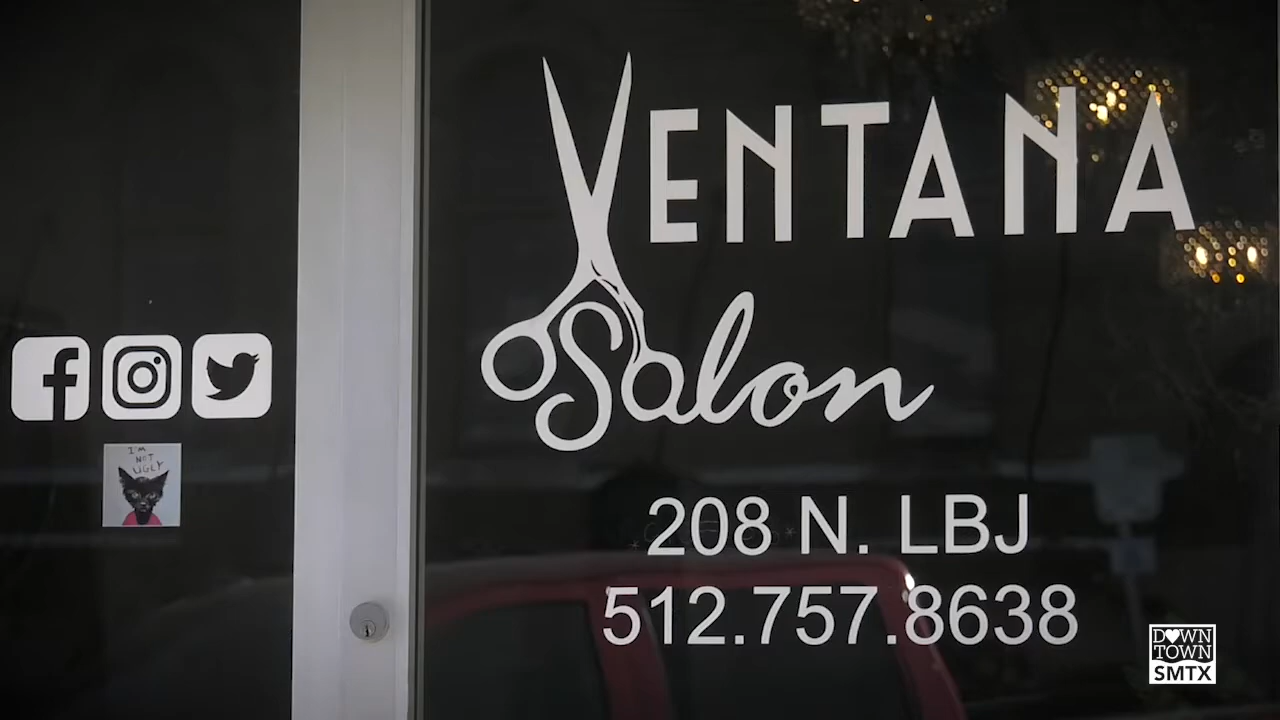 VENTANA
Salon
208 N. LBJ
512.757.8638
I'M
NOT
UGLY
DOWN
TOWN
SMTX